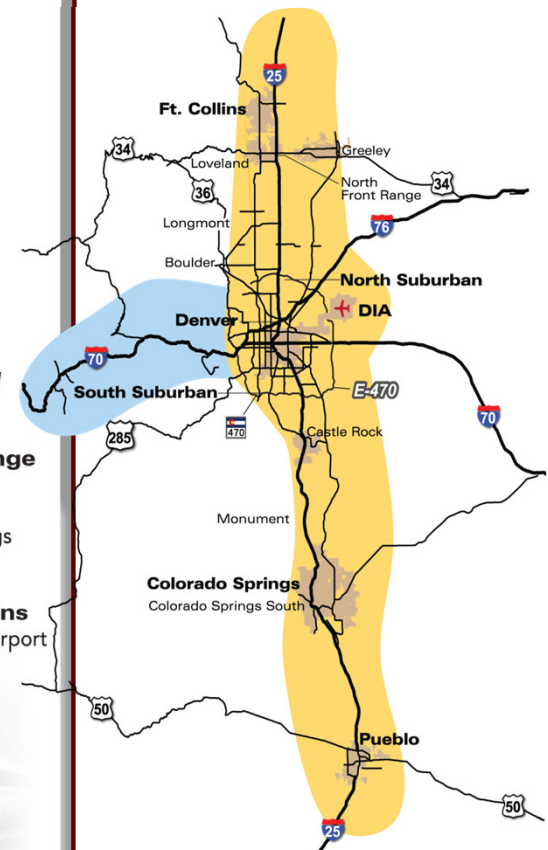 25
Ft. Collins
34
Greeley
Loveland
North
Front Range
34
36
76
Longmont
Boulder
North Suburban
DIA
Denver
70
South Suburban
E-470
470
70
285
nge
Castle Rock
Monument
gs
Colorado Springs
Colorado Springs South
ns
rport
50
Pueblo
50
25